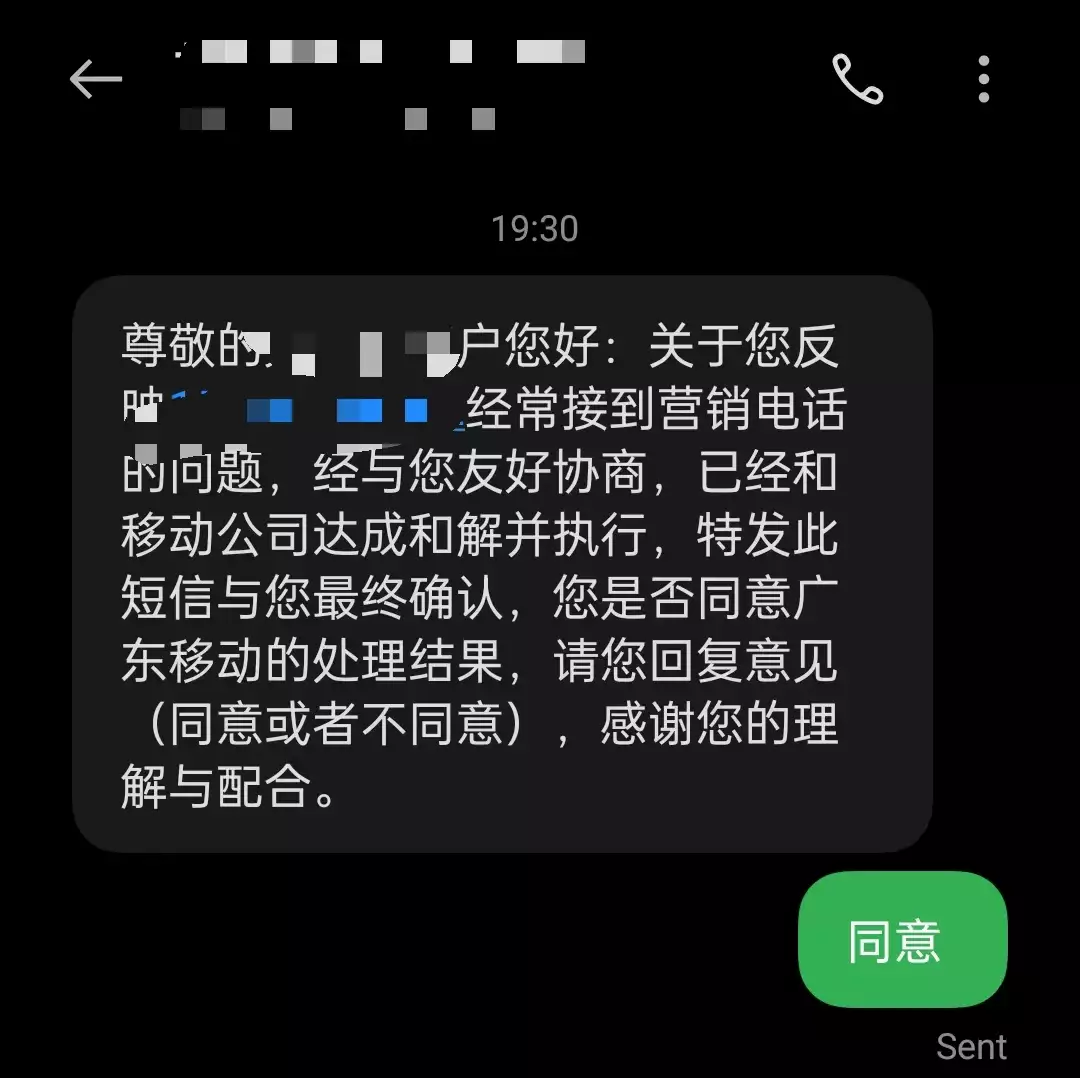 19:30
尊敬的 户您好：关于您反
映 经常接到营销电话
的问题，经与您友好协商，已经和
移动公司达成和解并执行，特发此
短信与您最终确认，您是否同意广
东移动的处理结果，请您回复意见
（同意或者不同意），感谢您的理
解与配合。
同意
Sent